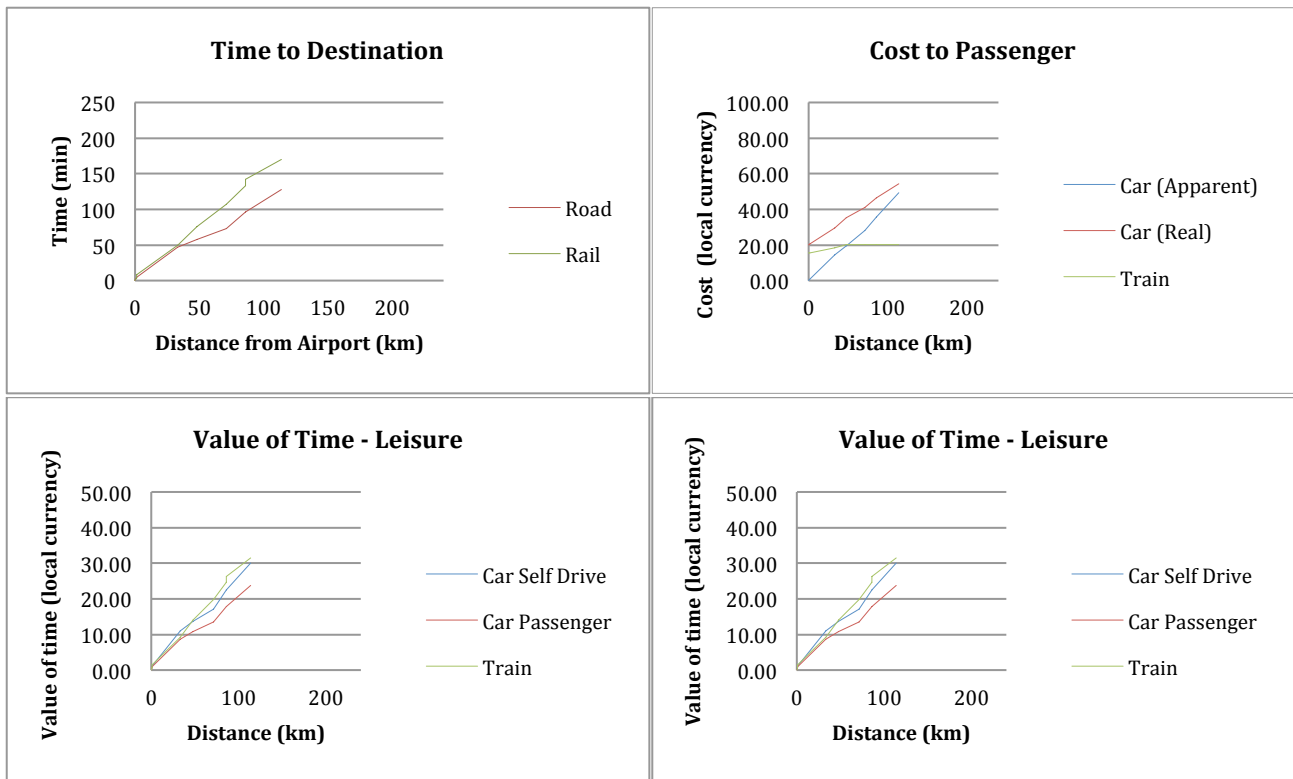 Time to Destination
250
200
150
100
50
0
Time (min)
0 50 100 150 200
Distance from Airport (km)
Road
Rail
Cost to Passenger
100.00
80.00
60.00
40.00
20.00
0.00
Cost (local currency)
0 100 200
Distance (km)
Car (Apparent)
Car (Real)
Train
Value of Time - Leisure
50.00
40.00
30.00
20.00
10.00
0.00
Value of time (local currency)
0 100 200
Distance (km)
Car Self Drive
Car Passenger
Train
Value of Time - Leisure
50.00
40.00
30.00
20.00
10.00
0.00
Value of time (local currency)
0 100 200
Distance (km)
Car Self Drive
Car Passenger
Train